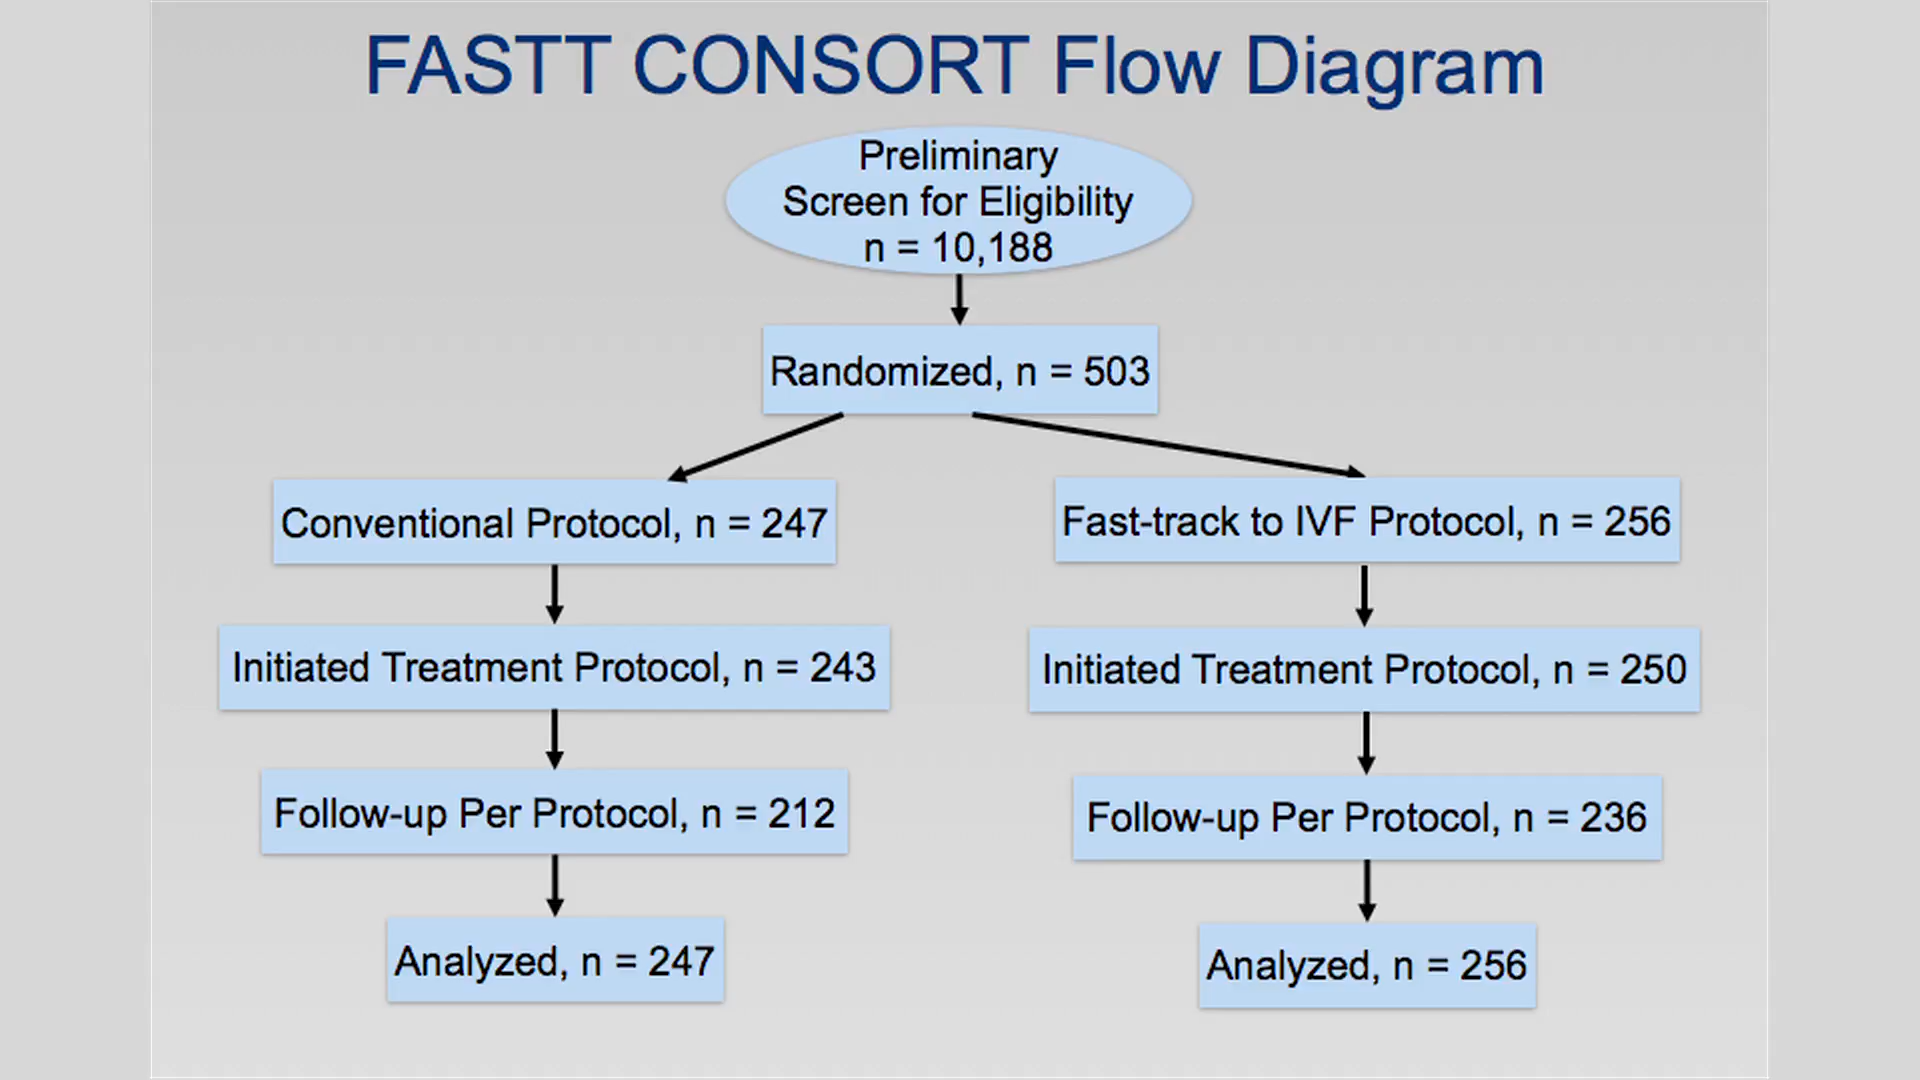 FASTT CONSORT Flow Diagram
Preliminary
Screen for Eligibility
n = 10,188
Randomized, n = 503
Conventional Protocol, n = 247
Fast-track to IVF Protocol, n = 256
Initiated Treatment Protocol, n = 243
Initiated Treatment Protocol, n = 250
Follow-up Per Protocol, n = 212
Follow-up Per Protocol, n = 236
Analyzed, n = 247
Analyzed, n = 256